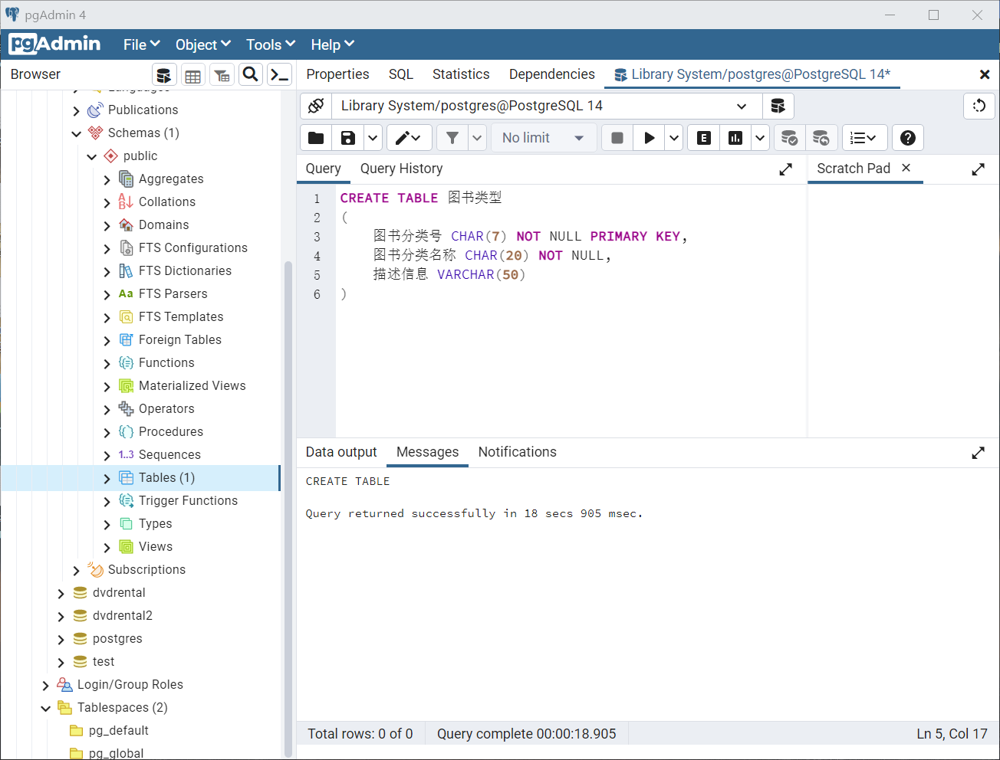 pgAdmin 4
pgAdmin File Object Tools Help
Browser
Properties SQL Statistics Dependencies Library System/postgres@PostgreSQL 14*
Languages
Publications
Schemas (1)
public
Aggregates
Collations
Domains
FTS Configurations
FTS Dictionaries
Aa FTS Parsers
FTS Templates
Foreign Tables
Functions
Materialized Views
Operators
Procedures
1..3 Sequences
Tables (1)
Trigger Functions
Types
Views
Subscriptions
dvdrental
dvdrental2
postgres
test
Login/Group Roles
Tablespaces (2)
pg_default
pg_global
Library System/postgres@PostgreSQL 14
No limit
E
Query Query History
Scratch Pad
1 CREATE TABLE 图书类型
2 (
3 图书分类号 CHAR(7) NOT NULL PRIMARY KEY,
4 图书分类名称 CHAR(20) NOT NULL,
5 描述信息 VARCHAR(50)
6 )
Data output Messages Notifications
CREATE TABLE
Query returned successfully in 18 secs 905 msec.
Total rows: 0 of 0 Query complete 00:00:18.905 Ln 5, Col 17